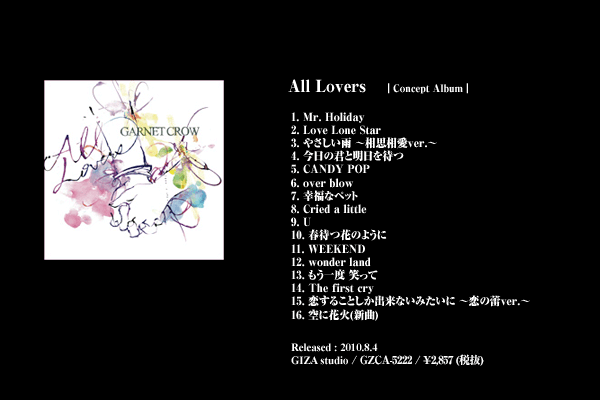 All Lovers
GARNET CROW
All Lovers | Concept Album |
1. Mr. Holiday
2. Love Lone Star
3. やさしい雨 ～相思相愛ver.～
4. 今日の君と明日を待つ
5. CANDY POP
6. over blow
7. 幸福なペット
8. Cried a little
9. U
10. 春待つ花のように
11. WEEKEND
12. wonder land
13. もう一度 笑って
14. The first cry
15. 恋することしか出来ないみたいに ～恋の蕾ver.～
16. 空に花火(新曲)
Released : 2010.8.4
GIZA studio / GZCA-5222 / ￥2,857 (税抜)